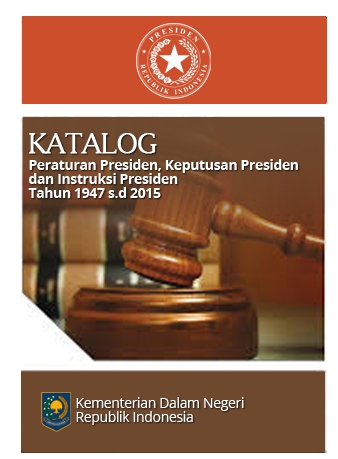 PRESIDEN
REPUBLIK INDONESIA
KATALOG
Peraturan Presiden, Keputusan Presiden
dan Instruksi Presiden
Tahun 1947 s.d 2015
Kementerian Dalam Negeri
Republik Indonesia